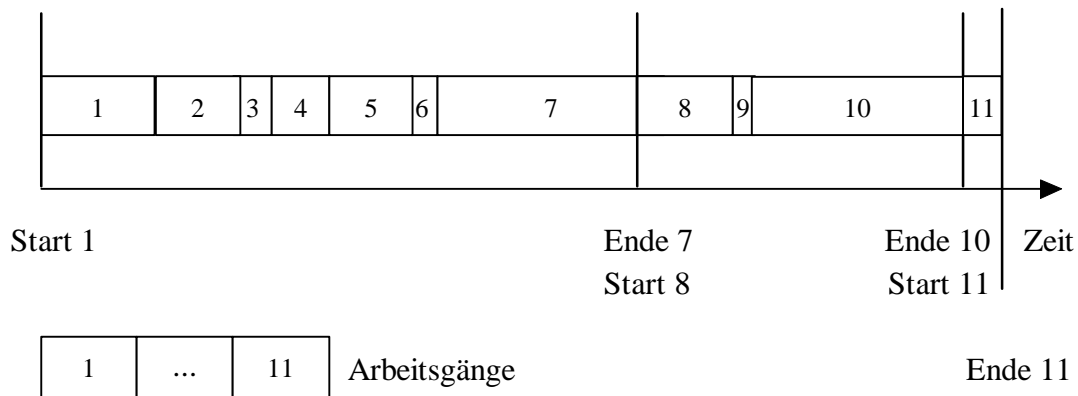 1 2 3 4 5 6 7 8 9 10 11
Start 1 Ende 7 Ende 10 Zeit
Start 8 Start 11
1 ... 11 Arbeitsgänge Ende 11